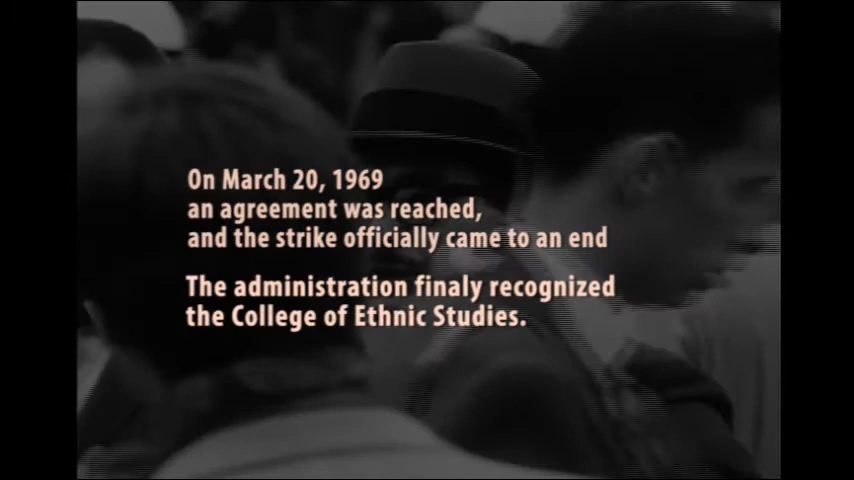 On March 20, 1969
an agreement was reached,
and the strike officially came to an end
The administration finaly recognized
the College of Ethnic Studies.